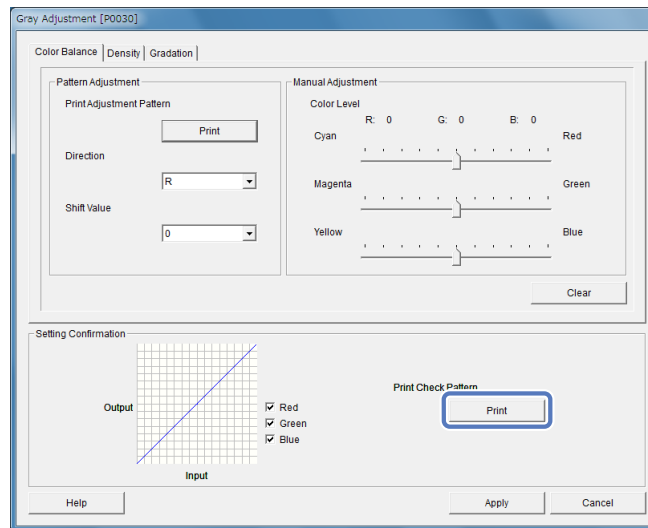 Gray Adjustment [P0030]
Color Balance Density Gradation
Pattern Adjustment
Print Adjustment Pattern
Print
Direction
R
Shift Value
0
Manual Adjustment
Color Level
R: 0 G: 0 B: 0
Cyan Red
Magenta Green
Yellow Blue
Clear
Setting Confirmation
Output
Input
Red
Green
Blue
Print Check Pattern
Print
Help Apply Cancel